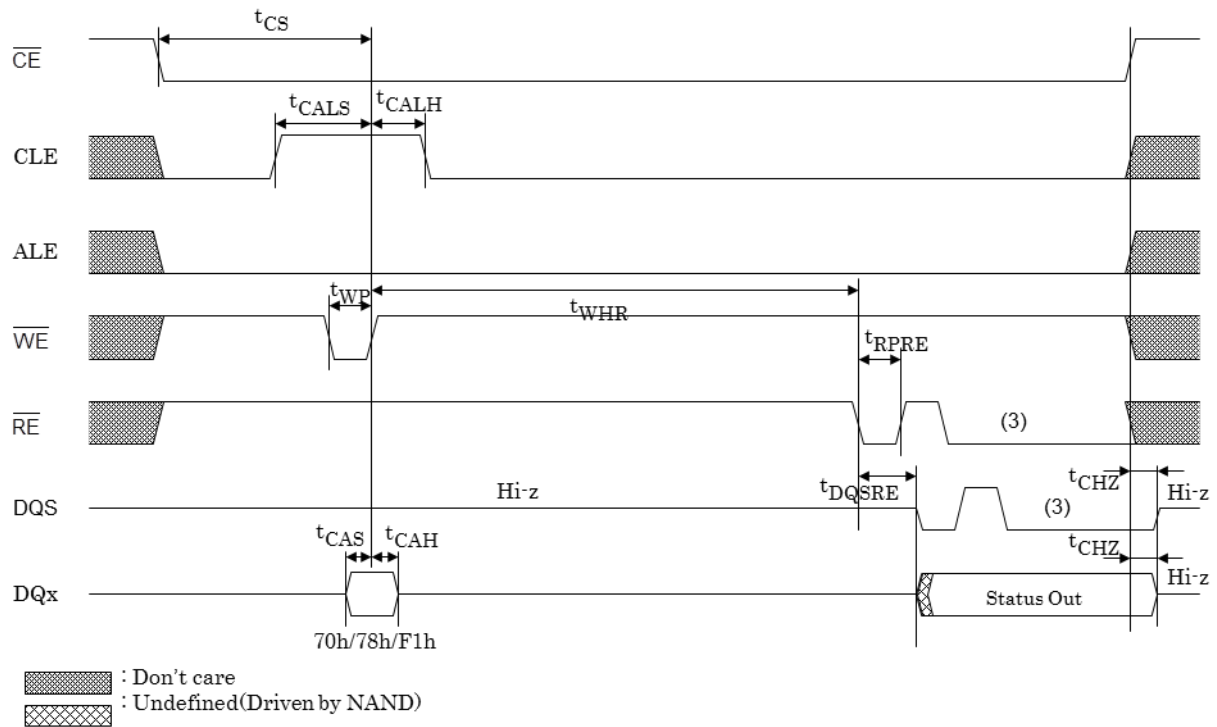 tCS
CE
tCALS
tCALH
CLE
ALE
tWP
tWHR
WE
tRPRE
RE
(3)
tCHZ
Hi-z
Hi-z
tDQSRE
DQS
(3)
tCAS
tCAH
tCHZ
Hi-z
DQx
Status Out
70h/78h/F1h
: Don't care
: Undefined(Driven by NAND)